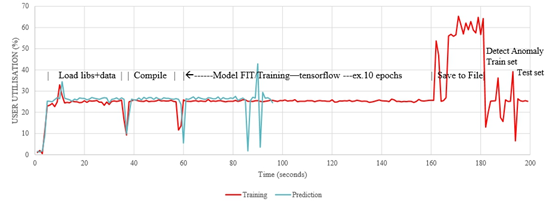 70
60
50
40
30
20
10
0
USER UTILISATION (%)
Load libs+data
Compile
←------Model FIT/Training---tensorflow ---ex.10 epochs
Save to File
Detect Anomaly
Train set
Test set
0 20 40 60 80 100 120 140 160 180 200
Time (seconds)
Training Prediction